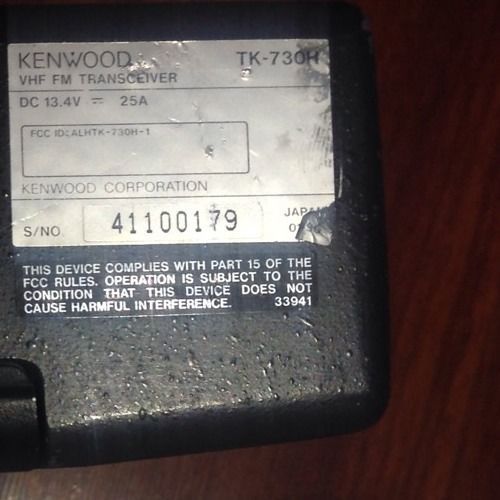 KENWOOD TK-730H
VHF FM TRANSCEIVER
DC 13.4V ⎓ 25A
FCC ID:ALHTK-730H-1
KENWOOD CORPORATION
S/NO. 41100179 JAPAN
THIS DEVICE COMPLIES WITH PART 15 OF THE
FCC RULES. OPERATION IS SUBJECT TO THE
CONDITION THAT THIS DEVICE DOES NOT
CAUSE HARMFUL INTERFERENCE. 33941